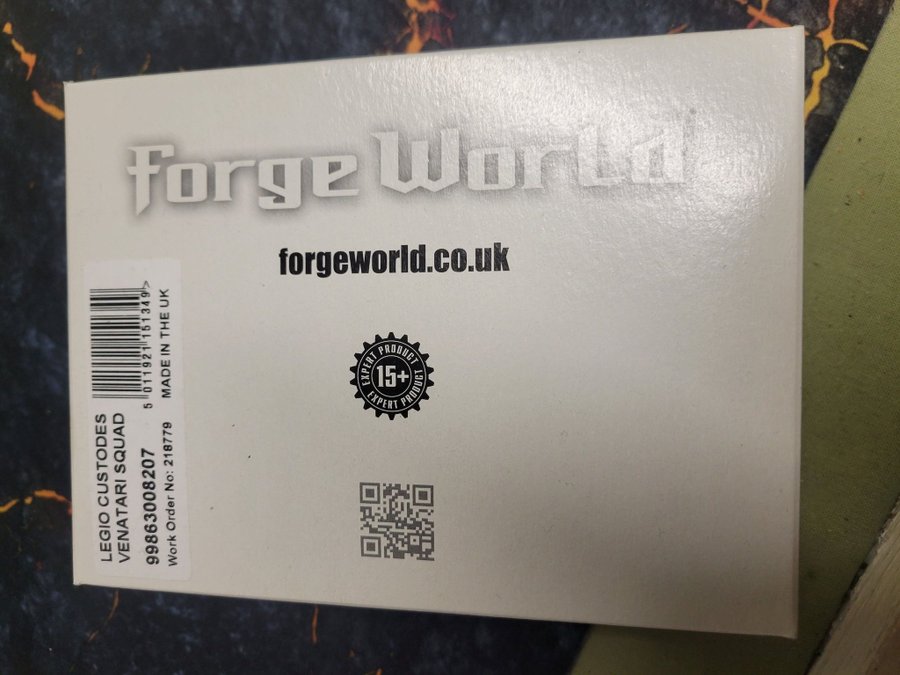 Forge World
forgeworld.co.uk
EXPERT PRODUCT
15+
EXPERT PRODUCT
LEGIO CUSTODES
VENATARI SQUAD
99863008207
Work Order No: 218779
5 011921 151349 >
MADE IN THE UK